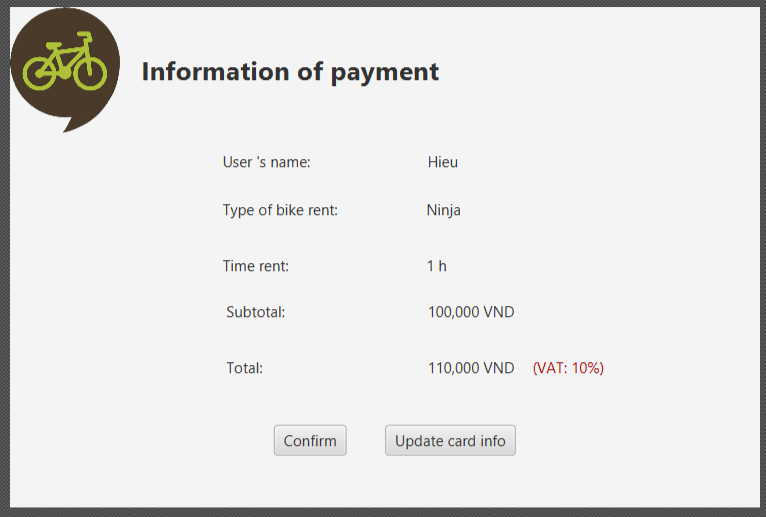 Information of payment
User 's name: Hieu
Type of bike rent: Ninja
Time rent: 1 h
Subtotal: 100,000 VND
Total: 110,000 VND (VAT: 10%)
Confirm Update card info